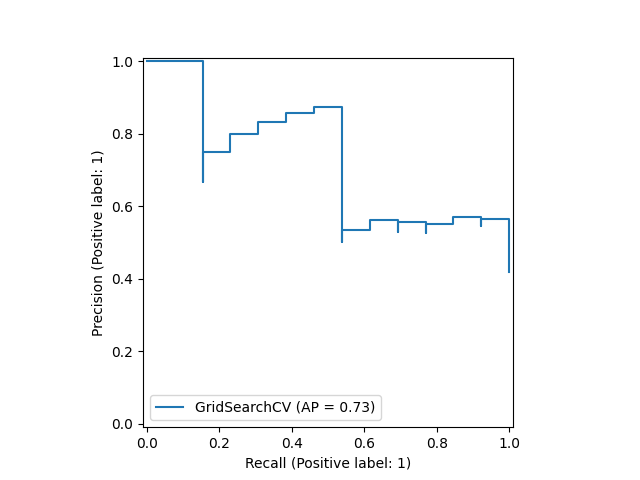 1.0
0.8
0.6
0.4
0.2
0.0
Precision (Positive label: 1)
GridSearchCV (AP = 0.73)
0.0 0.2 0.4 0.6 0.8 1.0
Recall (Positive label: 1)